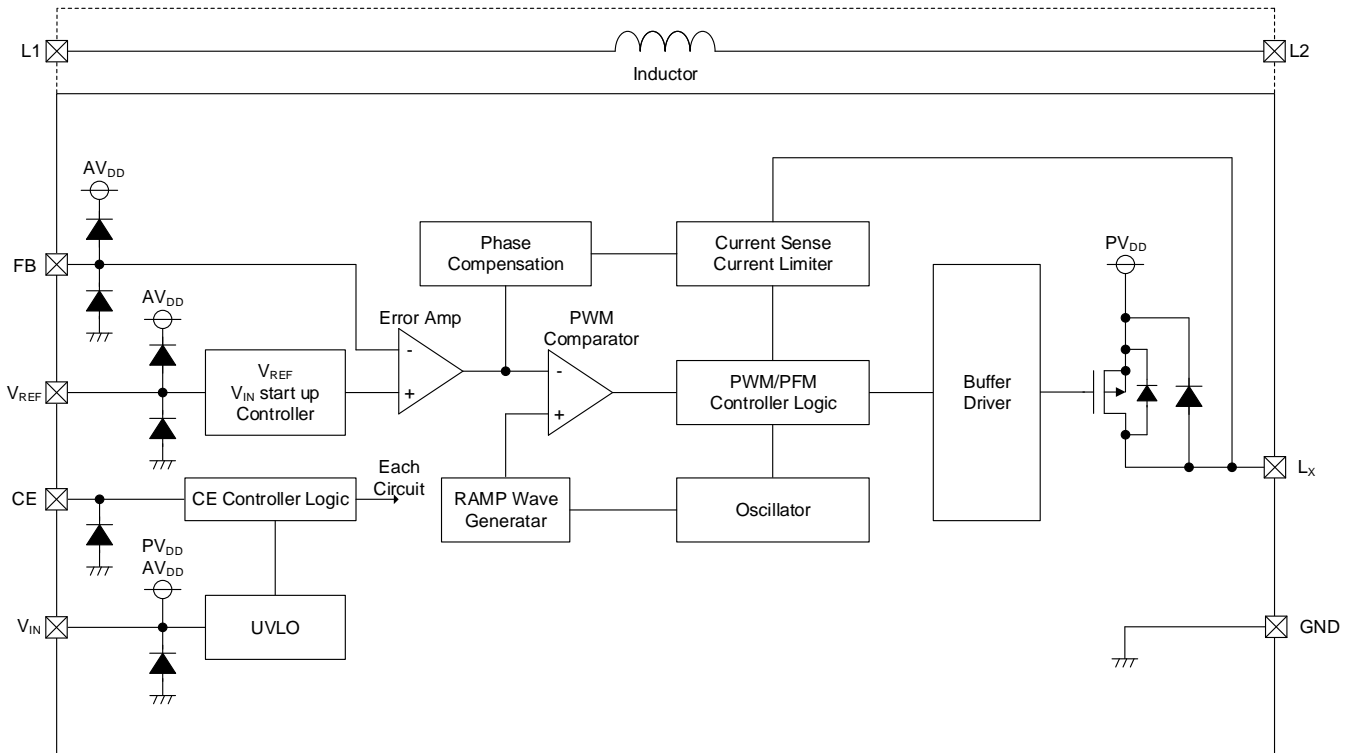 L1
L2
Inductor
AVDD
FB
Phase
Compensation
Current Sense
Current Limiter
PVDD
AVDD
Error Amp
-
+
PWM
Comparator
-
+
VREF
VREF
VIN start up
Controller
PWM/PFM
Controller Logic
Buffer
Driver
LX
CE
CE Controller Logic
Each
Circuit
RAMP Wave
Generatar
Oscillator
PVDD
AVDD
VIN
UVLO
GND